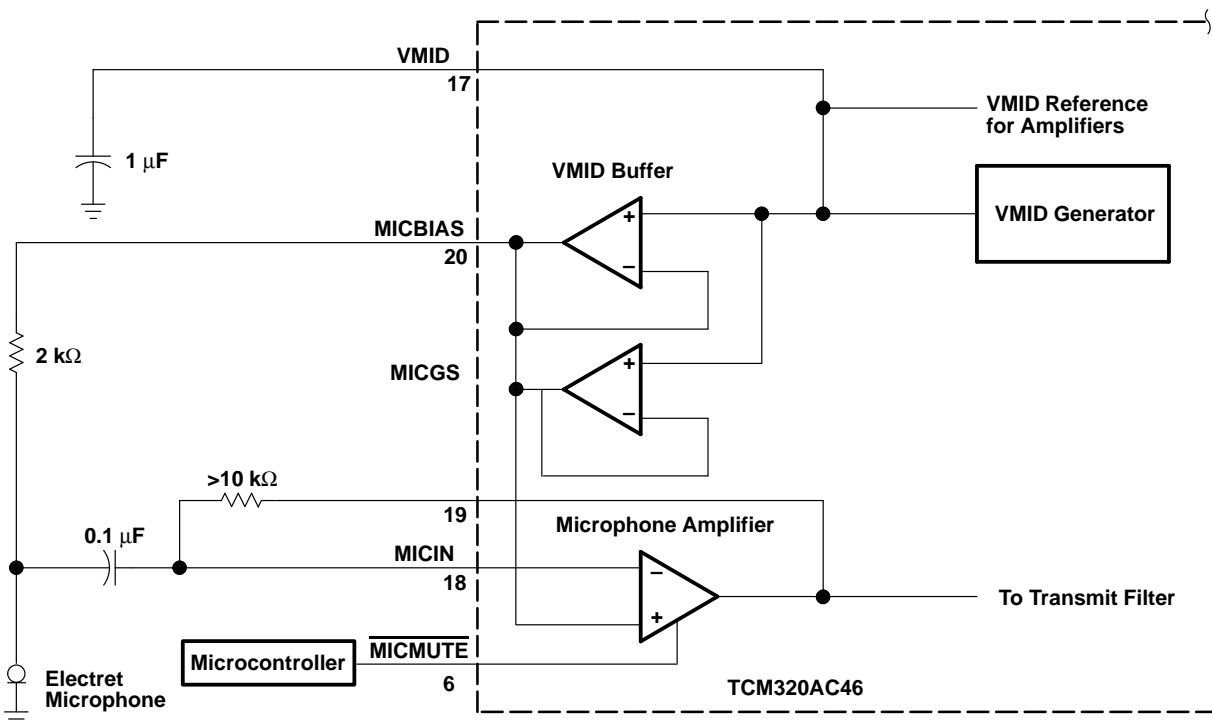 VMID
17
VMID Reference
for Amplifiers
1 μF
VMID Buffer
+
−
VMID Generator
MICBIAS
20
2 kΩ
MICGS
+
−
>10 kΩ
19
Microphone Amplifier
0.1 μF
MICIN
18
−
+
To Transmit Filter
Microcontroller
MICMUTE
6
Electret
Microphone
TCM320AC46